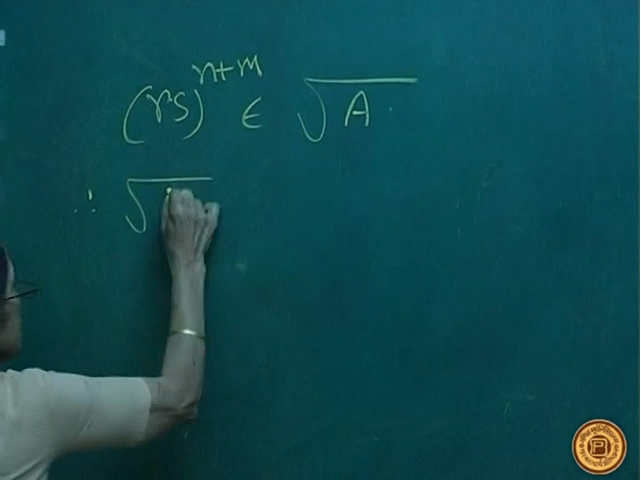 (rs)^{n+m} ∈ √A
∴ √